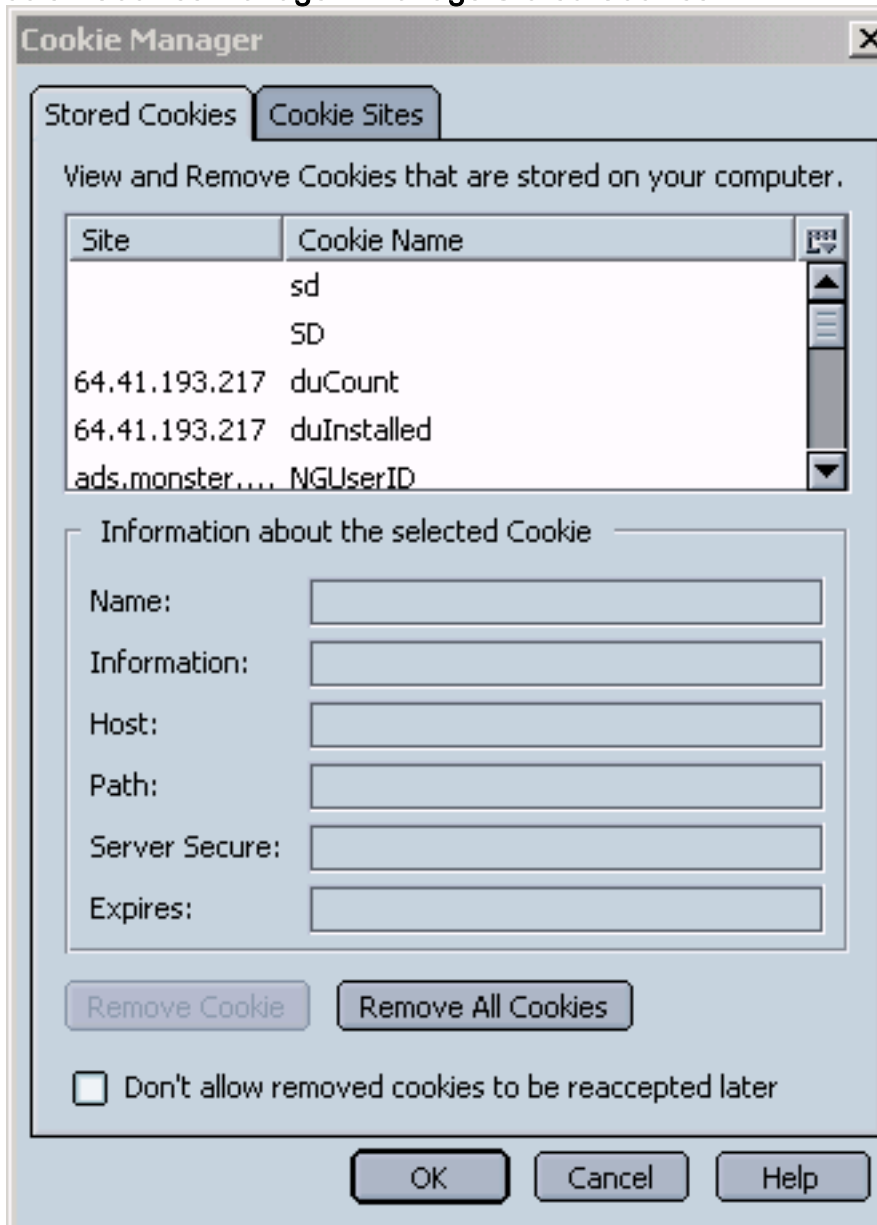 Cookie Manager
Stored Cookies Cookie Sites
View and Remove Cookies that are stored on your computer.
Site Cookie Name
sd
SD
64.41.193.217 duCount
64.41.193.217 duInstalled
ads.monster.... NGUserID
Information about the selected Cookie
Name:
Information:
Host:
Path:
Server Secure:
Expires:
Remove Cookie Remove All Cookies
Don't allow removed cookies to be reaccepted later
OK Cancel Help